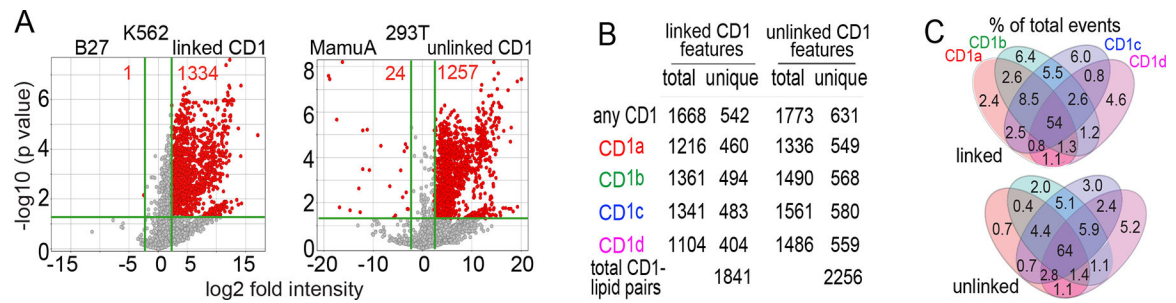 A
K562
B27 linked CD1
1 1334
-log10 (p value)
6
4
2
0
-15 -5 0 5 15
293T
MamuA unlinked CD1
24 1257
8
6
4
2
0
-20 -10 0 10 20
log2 fold intensity
B
linked CD1 unlinked CD1
features features
total unique total unique
any CD1 1668 542 1773 631
CD1a 1216 460 1336 549
CD1b 1361 494 1490 568
CD1c 1341 483 1561 580
CD1d 1104 404 1486 559
total CD1- 1841 2256
lipid pairs
C
% of total events
CD1b CD1c
CD1a CD1d
6.4 6.0
2.6 5.5 0.8
2.4 8.5 2.6 4.6
54
2.5 1.2
0.8 1.3
linked 1.1
2.0 3.0
0.4 5.1 2.4
0.7 4.4 5.9 5.2
64
0.7 2.8 1.4 1.1
unlinked 1.1